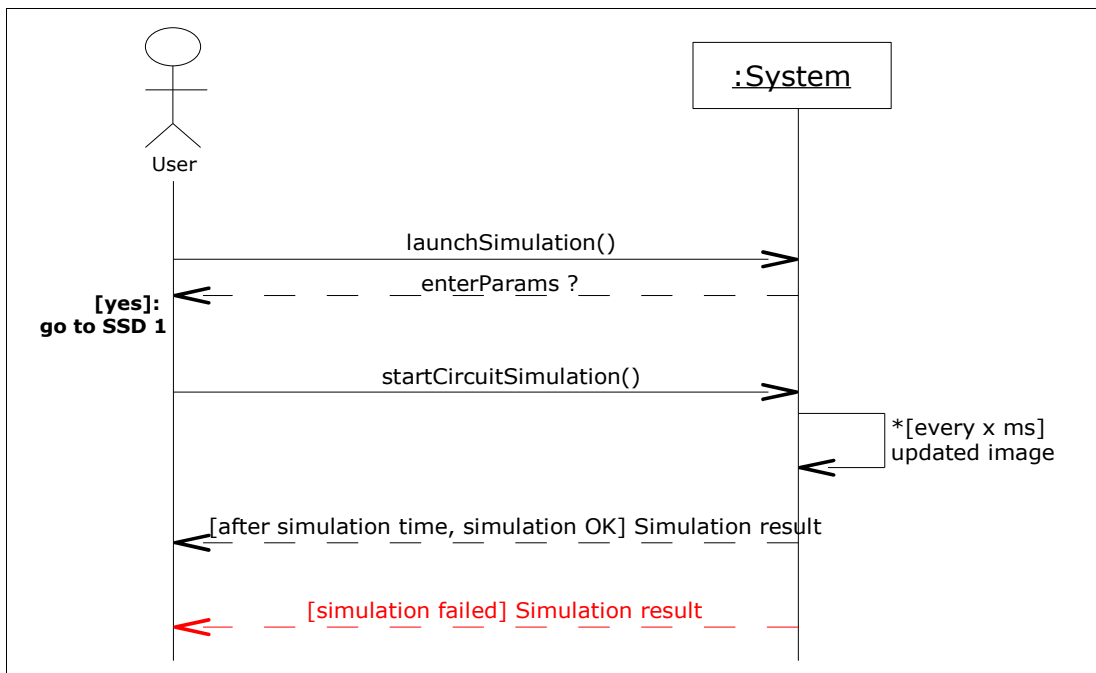 :System
User
launchSimulation()
enterParams ?
[yes]:
go to SSD 1
startCircuitSimulation()
*[every x ms]
updated image
[after simulation time, simulation OK] Simulation result
[simulation failed] Simulation result